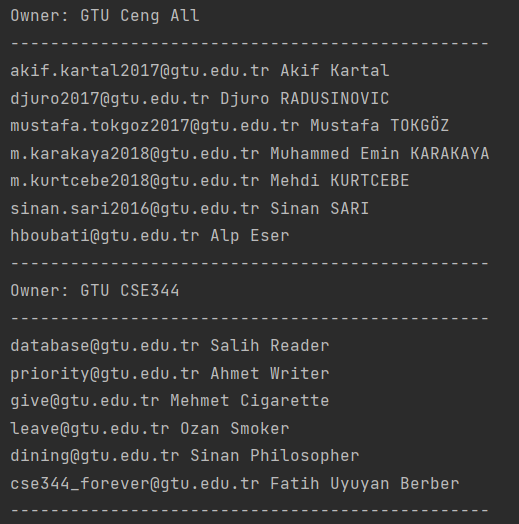 Owner: GTU Ceng All
------------------------------------------------
akif.kartal2017@gtu.edu.tr Akif Kartal
djuro2017@gtu.edu.tr Djuro RADUSINOVIC
mustafa.tokgoz2017@gtu.edu.tr Mustafa TOKGÖZ
m.karakaya2018@gtu.edu.tr Muhammed Emin KARAKAYA
m.kurtcebe2018@gtu.edu.tr Mehdi KURTCEBE
sinan.sari2016@gtu.edu.tr Sinan SARI
hboubati@gtu.edu.tr Alp Eser
------------------------------------------------
Owner: GTU CSE344
------------------------------------------------
database@gtu.edu.tr Salih Reader
priority@gtu.edu.tr Ahmet Writer
give@gtu.edu.tr Mehmet Cigarette
leave@gtu.edu.tr Ozan Smoker
dining@gtu.edu.tr Sinan Philosopher
cse344_forever@gtu.edu.tr Fatih Uyuyan Berber
------------------------------------------------